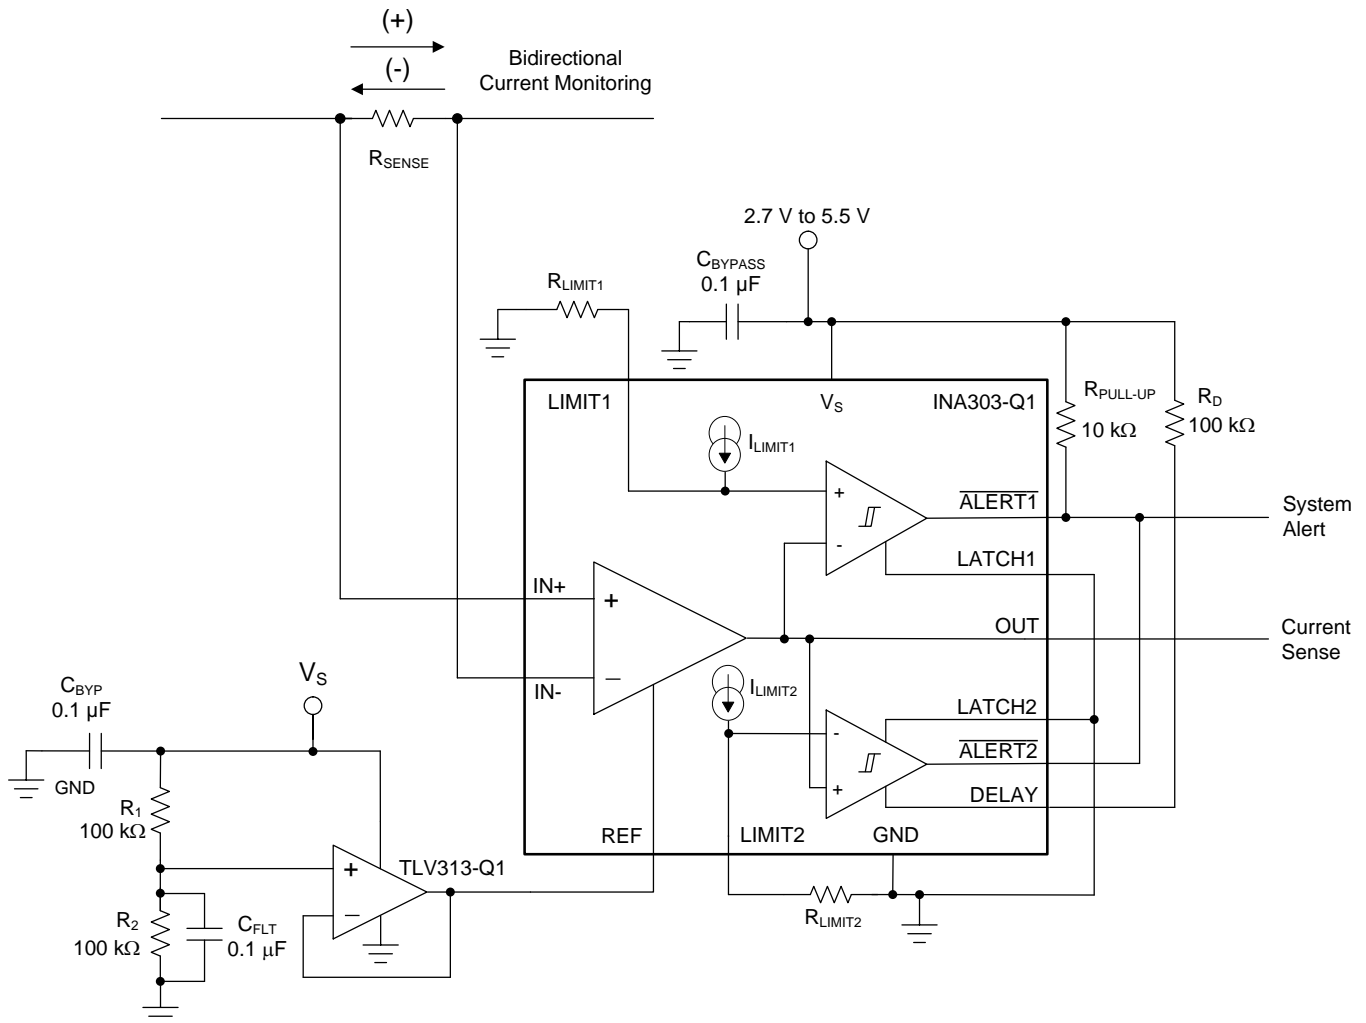 (+)
(-)
Bidirectional
Current Monitoring
RSENSE
2.7 V to 5.5 V
CBYPASS
0.1 µF
RLIMIT1
LIMIT1
VS
INA303-Q1
RPULL-UP
10 kΩ
RD
100 kΩ
ILIMIT1
+
-
ALERT1
System
Alert
LATCH1
IN+
+
OUT
Current
Sense
−
IN-
ILIMIT2
LATCH2
-
ALERT2
+
DELAY
REF
LIMIT2
GND
RLIMIT2
VS
CBYP
0.1 µF
GND
R1
100 kΩ
TLV313-Q1
+
−
R2
100 kΩ
CFLT
0.1 µF